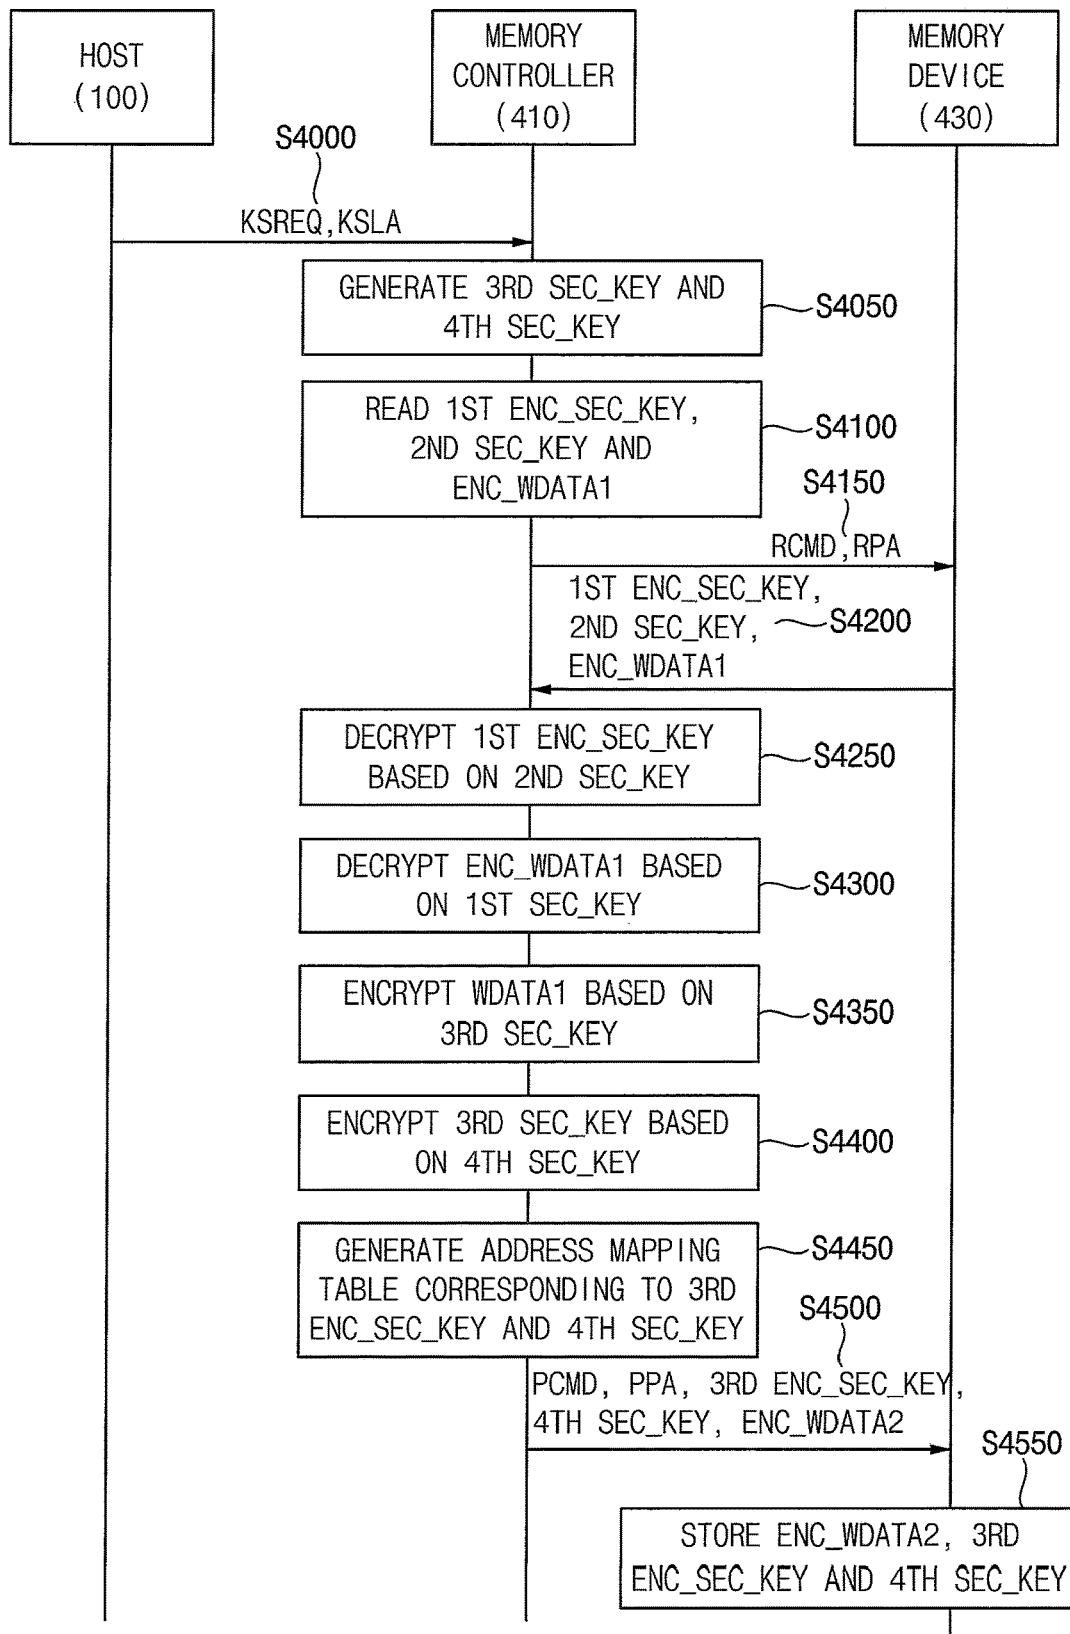 HOST
(100)
MEMORY
CONTROLLER
(410)
MEMORY
DEVICE
(430)
S4000
KSREQ,KSLA
GENERATE 3RD SEC_KEY AND
4TH SEC_KEY
S4050
READ 1ST ENC_SEC_KEY,
2ND SEC_KEY AND
ENC_WDATA1
S4100
S4150
RCMD,RPA
1ST ENC_SEC_KEY,
2ND SEC_KEY,
ENC_WDATA1
S4200
DECRYPT 1ST ENC_SEC_KEY
BASED ON 2ND SEC_KEY
S4250
DECRYPT ENC_WDATA1 BASED
ON 1ST SEC_KEY
S4300
ENCRYPT WDATA1 BASED ON
3RD SEC_KEY
S4350
ENCRYPT 3RD SEC_KEY BASED
ON 4TH SEC_KEY
S4400
GENERATE ADDRESS MAPPING
TABLE CORRESPONDING TO 3RD
ENC_SEC_KEY AND 4TH SEC_KEY
S4450
S4500
PCMD, PPA, 3RD ENC_SEC_KEY,
4TH SEC_KEY, ENC_WDATA2
S4550
STORE ENC_WDATA2, 3RD
ENC_SEC_KEY AND 4TH SEC_KEY